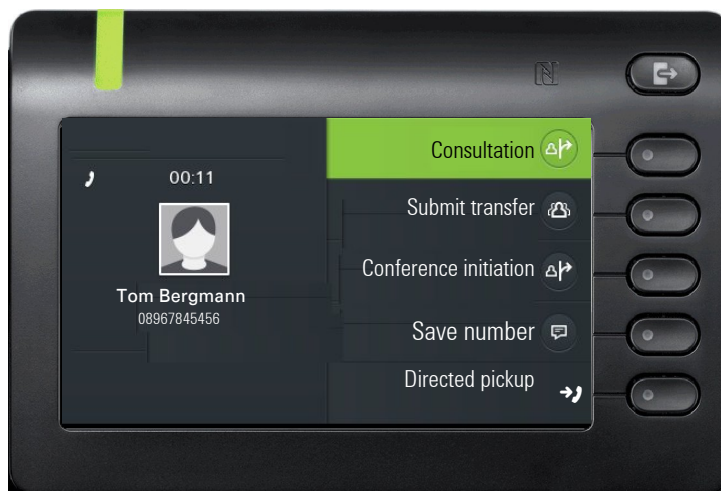 00:11
Tom Bergmann
08967845456
Consultation
Submit transfer
Conference initiation
Save number
Directed pickup